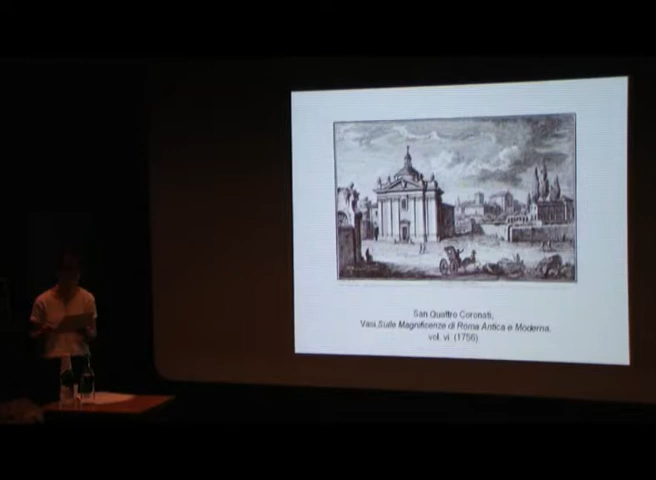 San Quattro Coronati,
Vasi, Sulle Magnificenze di Roma Antica e Moderna,
vol. vi. (1756)